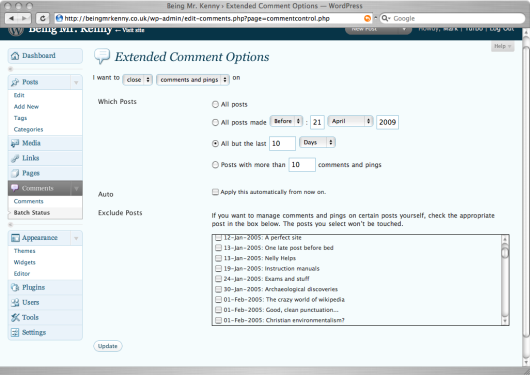 Being Mr. Kenny › Extended Comment Options — WordPress
http://beingmrkenny.co.uk/wp-admin/edit-comments.php?page=commentcontrol.php
Google
Being Mr. Kenny ← Visit site
New Post
Howdy, Mark | Turbo | Log Out
Help
Dashboard
Posts
Edit
Add New
Tags
Categories
Media
Links
Pages
Comments
Comments
Batch Status
Appearance
Themes
Widgets
Editor
Plugins
Users
Tools
Settings
Extended Comment Options
I want to close comments and pings on
Which Posts
All posts
All posts made Before : 21 April 2009
All but the last 10 Days
Posts with more than 10 comments and pings
Auto
Apply this automatically from now on.
Exclude Posts
If you want to manage comments and pings on certain posts yourself, check the appropriate
post in the box below. The posts you select won't be touched.
12-Jan-2005: A perfect site
13-Jan-2005: One late post before bed
13-Jan-2005: Nelly Helps
19-Jan-2005: Instruction manuals
24-Jan-2005: Exams and stuff
30-Jan-2005: Archaeological discoveries
01-Feb-2005: The crazy world of wikipedia
01-Feb-2005: Good, clean punctuation...
01-Feb-2005: Christian environmentalism?
Update